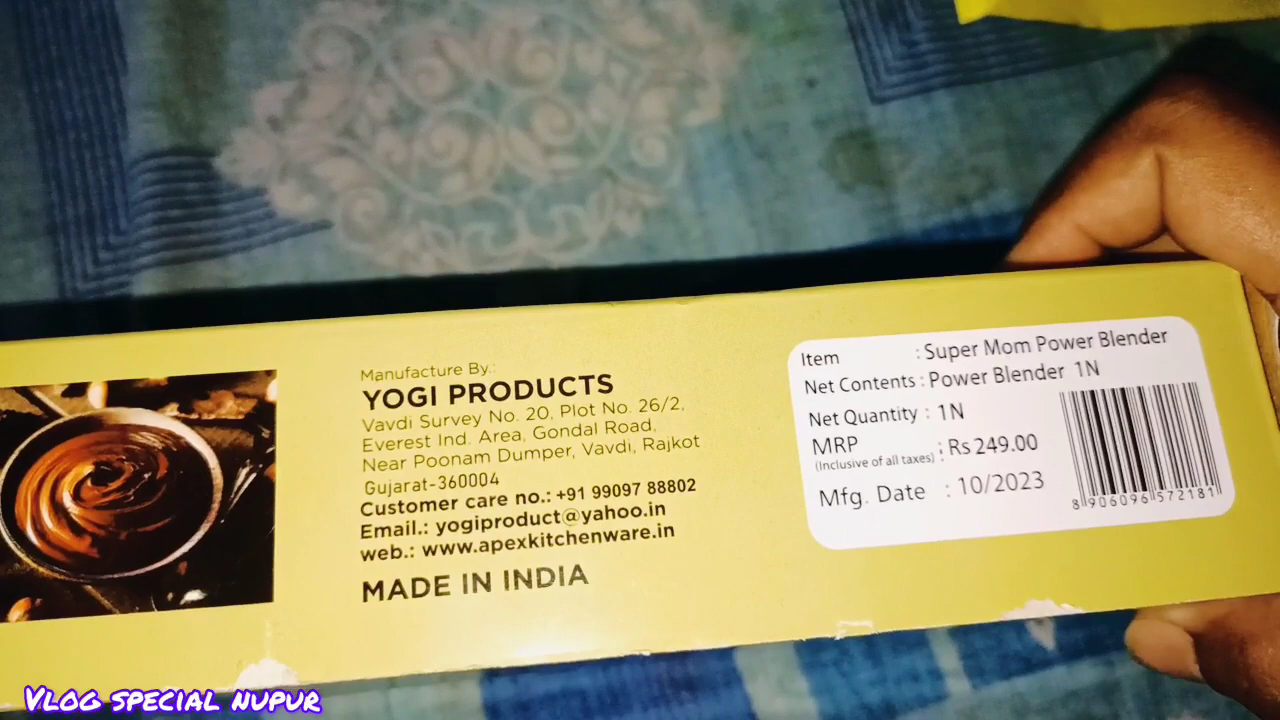 Manufacture By.:
YOGI PRODUCTS
Vavdi Survey No. 20, Plot No. 26/2,
Everest Ind. Area, Gondal Road,
Near Poonam Dumper, Vavdi, Rajkot
Gujarat-360004
Customer care no.: +91 99097 88802
Email.: yogiproduct@yahoo.in
web.: www.apexkitchenware.in
MADE IN INDIA
Item : Super Mom Power Blender
Net Contents : Power Blender 1N
Net Quantity : 1N
MRP : Rs 249.00
(Inclusive of all taxes)
Mfg. Date : 10/2023
8 906096 572181
Vlog special nupur